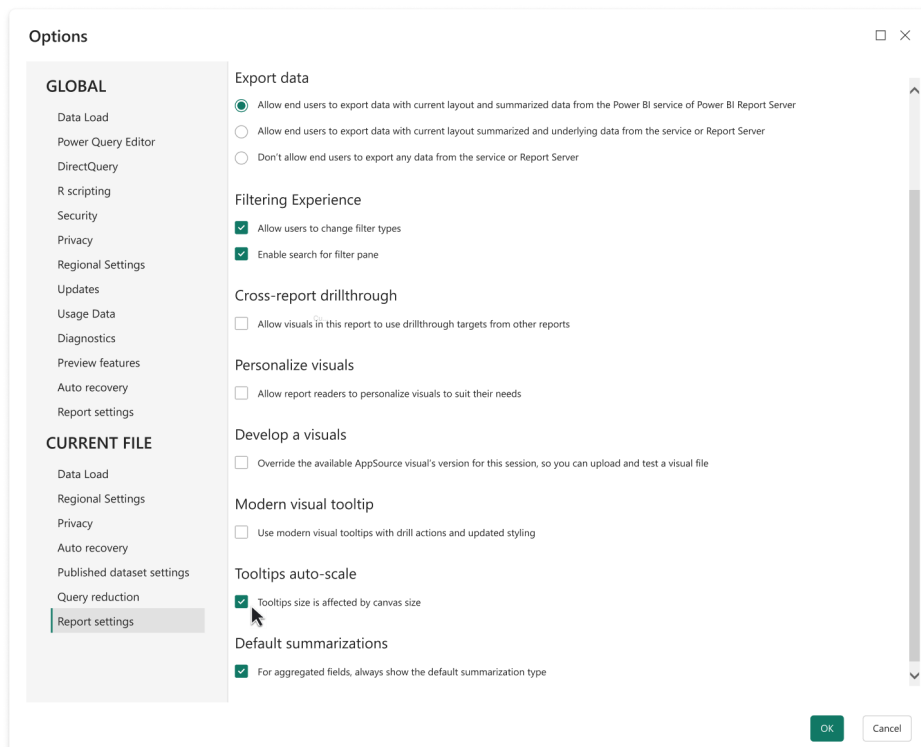 Options
GLOBAL
Data Load
Power Query Editor
DirectQuery
R scripting
Security
Privacy
Regional Settings
Updates
Usage Data
Diagnostics
Preview features
Auto recovery
Report settings
CURRENT FILE
Data Load
Regional Settings
Privacy
Auto recovery
Published dataset settings
Query reduction
Report settings
Export data
Allow end users to export data with current layout and summarized data from the Power BI service of Power BI Report Server
Allow end users to export data with current layout summarized and underlying data from the service or Report Server
Don't allow end users to export any data from the service or Report Server
Filtering Experience
Allow users to change filter types
Enable search for filter pane
Cross-report drillthrough
Allow visuals in this report to use drillthrough targets from other reports
Personalize visuals
Allow report readers to personalize visuals to suit their needs
Develop a visuals
Override the available AppSource visual's version for this session, so you can upload and test a visual file
Modern visual tooltip
Use modern visual tooltips with drill actions and updated styling
Tooltips auto-scale
Tooltips size is affected by canvas size
Default summarizations
For aggregated fields, always show the default summarization type
OK
Cancel